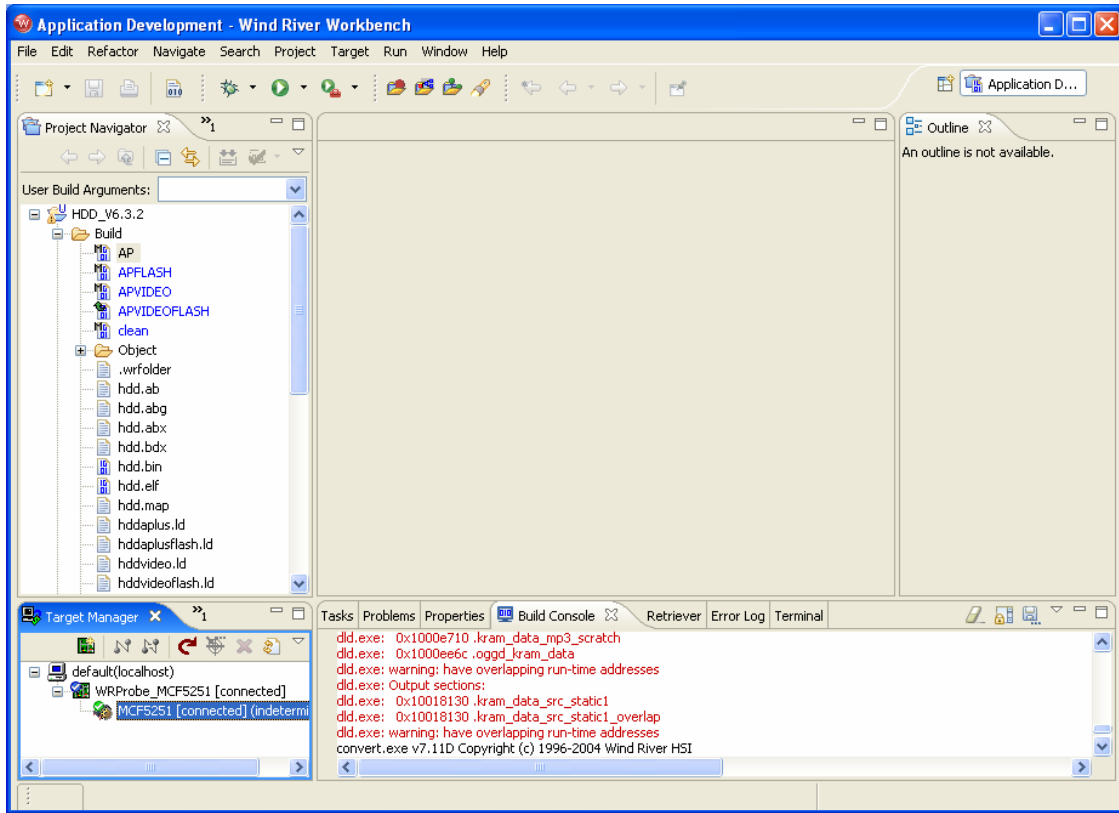 Application Development - Wind River Workbench
File Edit Refactor Navigate Search Project Target Run Window Help
Application D...
Project Navigator
1
Outline
An outline is not available.
User Build Arguments:
HDD_V6.3.2
Build
AP
APFLASH
APVIDEO
APVIDEOFLASH
clean
Object
.wrfolder
hdd.ab
hdd.abg
hdd.abx
hdd.bdx
hdd.bin
hdd.elf
hdd.map
hddaplus.ld
hddaplusflash.ld
hddvideo.ld
hddvideoflash.ld
Target Manager
1
default(localhost)
WRProbe_MCF5251 [connected]
MCF5251 [connected] (indetermi
Tasks Problems Properties Build Console Retriever Error Log Terminal
dld.exe: 0x1000e710 .kram_data_mp3_scratch
dld.exe: 0x1000ee6c .oggd_kram_data
dld.exe: warning: have overlapping run-time addresses
dld.exe: Output sections:
dld.exe: 0x10018130 .kram_data_src_static1
dld.exe: 0x10018130 .kram_data_src_static1_overlap
dld.exe: warning: have overlapping run-time addresses
convert.exe v7.11D Copyright (c) 1996-2004 Wind River HSI